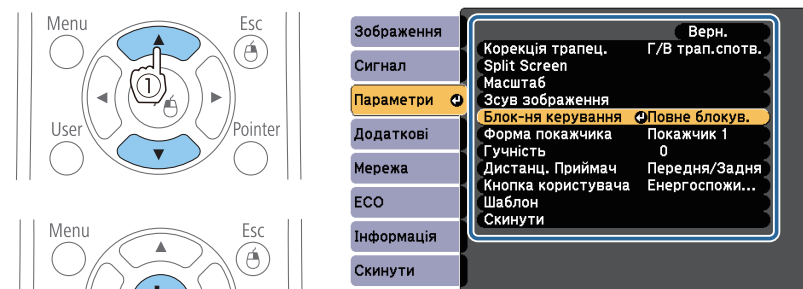 Menu
Esc
1
User
Pointer
Menu
Esc
Зображення
Сигнал
Параметри
Додаткові
Мережа
ECO
Інформація
Скинути
Верн.
Корекція трапец. Г/В трап.спотв.
Split Screen
Масштаб
Зсув зображення
Блок-ня керування Повне блокув.
Форма покажчика Покажчик 1
Гучність 0
Дистанц. Приймач Передня/Задня
Кнопка користувача Енергоспожи...
Шаблон
Скинути